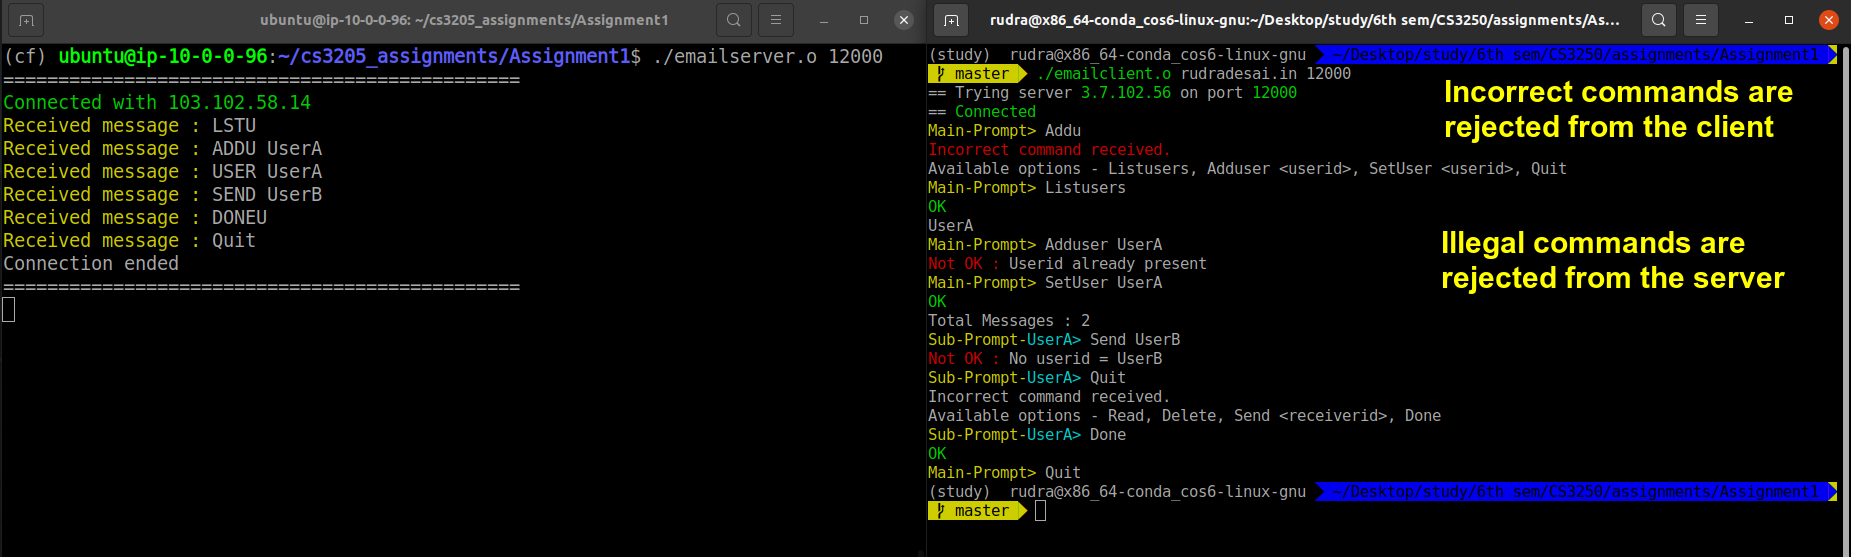 ubuntu@ip-10-0-0-96: ~/cs3205_assignments/Assignment1
(cf) ubuntu@ip-10-0-0-96:~/cs3205_assignments/Assignment1$ ./emailserver.o 12000
===============================================
Connected with 103.102.58.14
Received message : LSTU
Received message : ADDU UserA
Received message : USER UserA
Received message : SEND UserB
Received message : DONEU
Received message : Quit
Connection ended
===============================================
rudra@x86_64-conda_cos6-linux-gnu:~/Desktop/study/6th sem/CS3250/assignments/As...
(study) rudra@x86_64-conda_cos6-linux-gnu ~/Desktop/study/6th sem/CS3250/assignments/Assignment1
master ./emailclient.o rudradesai.in 12000
== Trying server 3.7.102.56 on port 12000
== Connected
Main-Prompt> Addu
Incorrect command received.
Available options - Listusers, Adduser <userid>, SetUser <userid>, Quit
Main-Prompt> Listusers
OK
UserA
Main-Prompt> Adduser UserA
Not OK : Userid already present
Main-Prompt> SetUser UserA
OK
Total Messages : 2
Sub-Prompt-UserA> Send UserB
Not OK : No userid = UserB
Sub-Prompt-UserA> Quit
Incorrect command received.
Available options - Read, Delete, Send <receiverid>, Done
Sub-Prompt-UserA> Done
OK
Main-Prompt> Quit
(study) rudra@x86_64-conda_cos6-linux-gnu ~/Desktop/study/6th sem/CS3250/assignments/Assignment1
master
Incorrect commands are
rejected from the client
Illegal commands are
rejected from the server